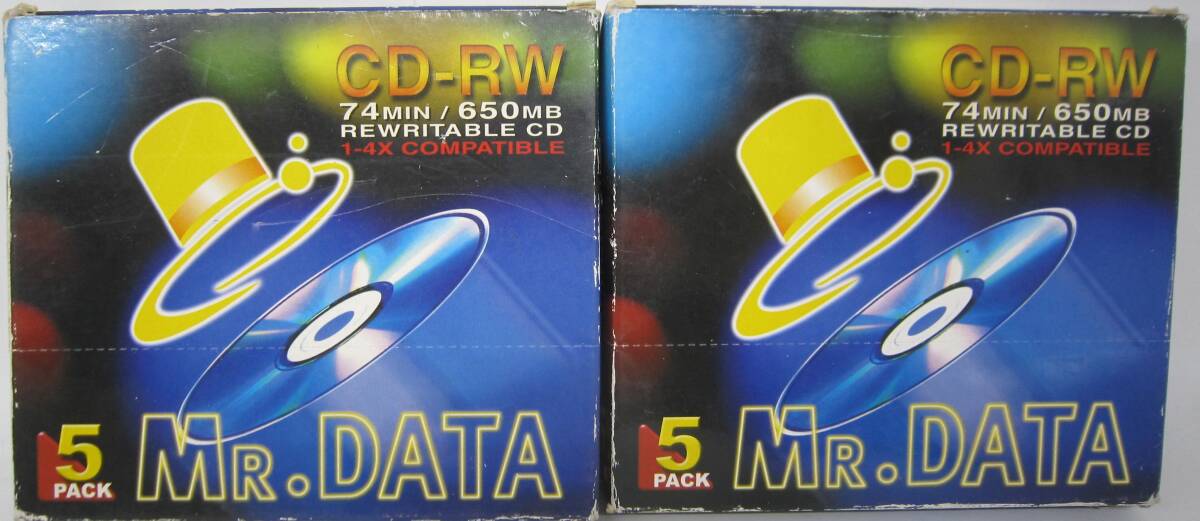 CD-RW
74MIN / 650MB
REWRITABLE CD
1-4X COMPATIBLE
5
PACK
MR.DATA
CD-RW
74MIN / 650MB
REWRITABLE CD
1-4X COMPATIBLE
5
PACK
MR.DATA